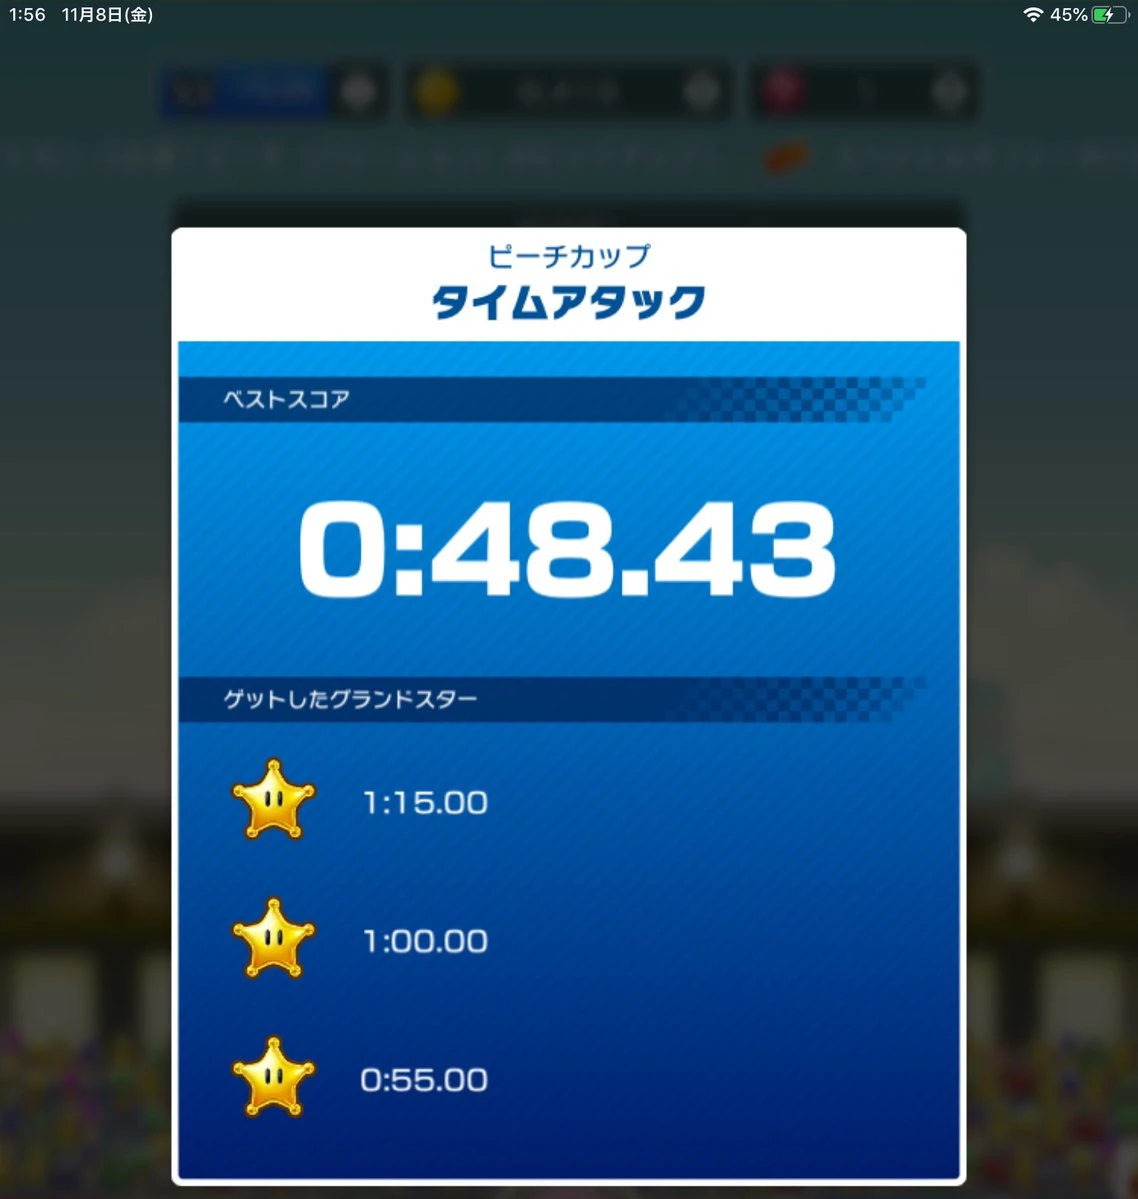 1:56 11月8日(金) 45%
ピーチカップ
タイムアタック
ベストスコア
0:48.43
ゲットしたグランドスター
1:15.00
1:00.00
0:55.00